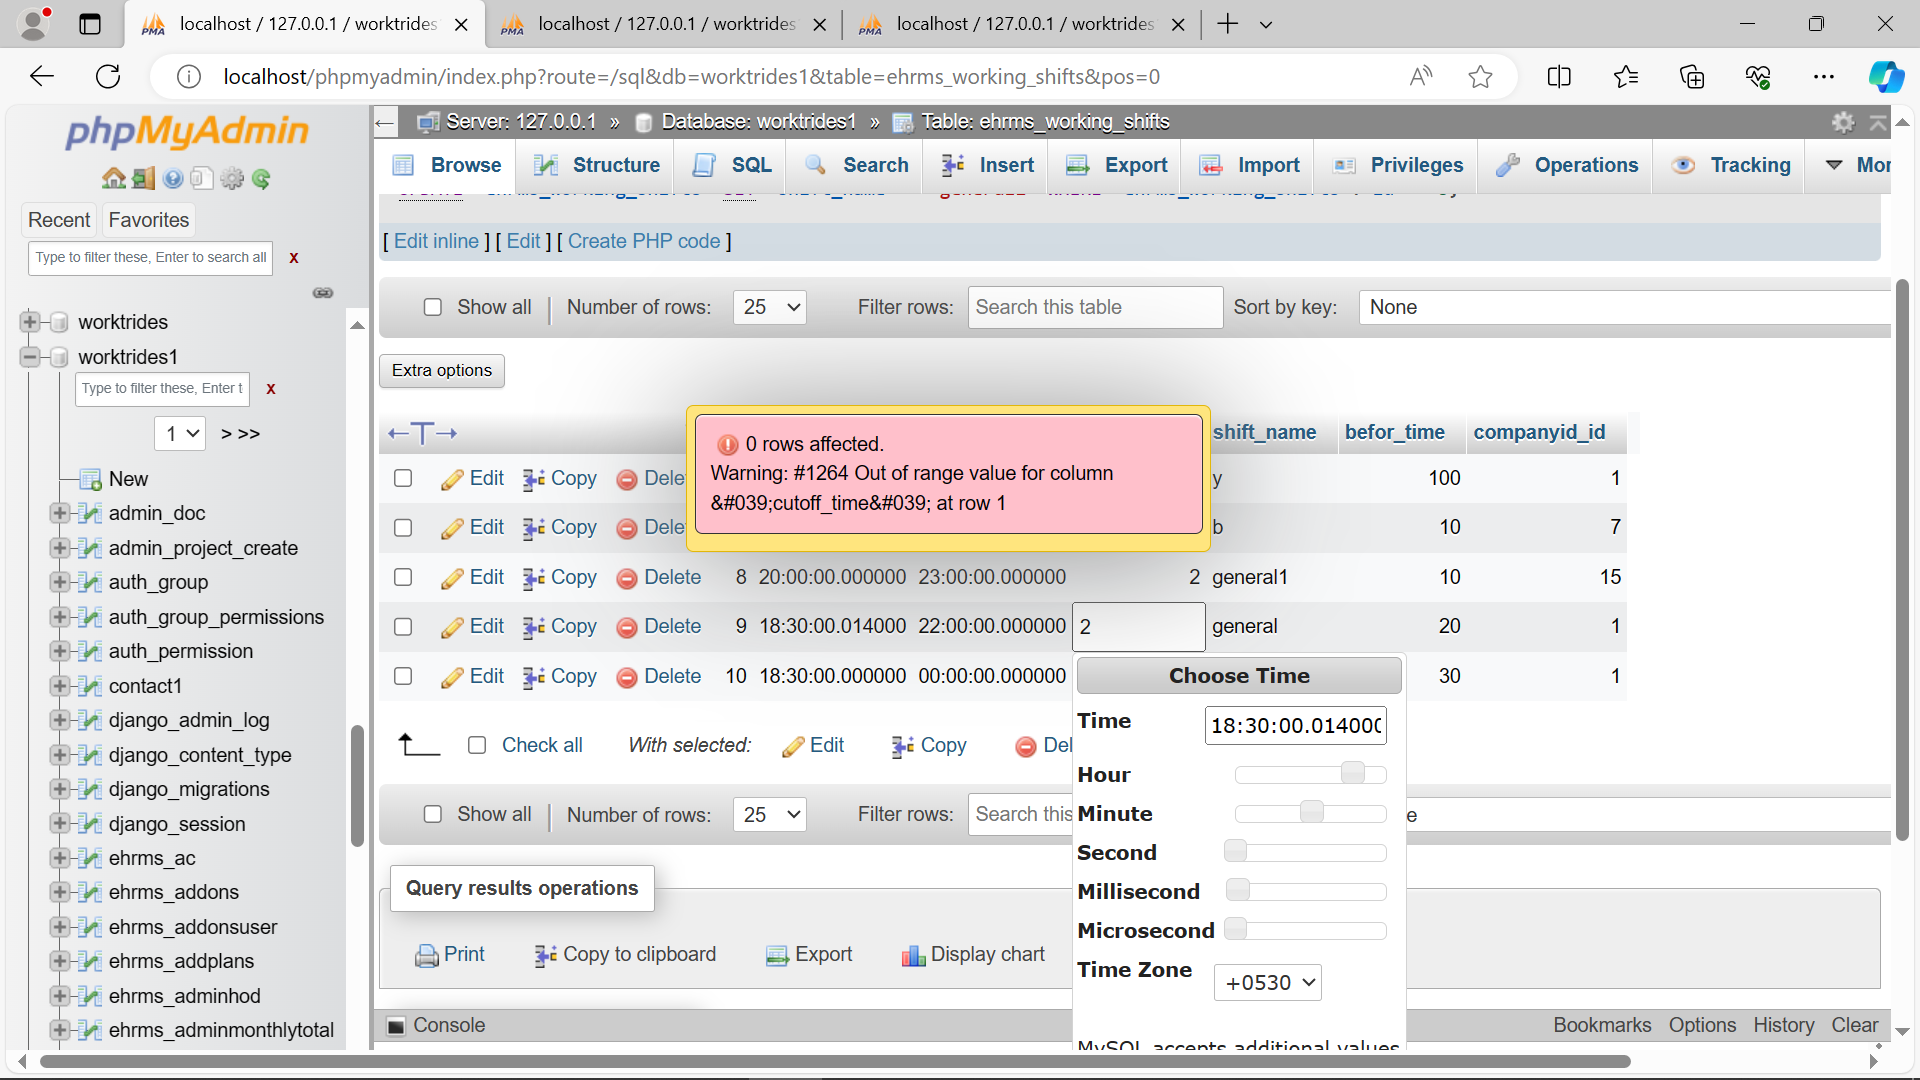 localhost / 127.0.0.1 / worktrides
localhost / 127.0.0.1 / worktrides
localhost / 127.0.0.1 / worktrides
localhost/phpmyadmin/index.php?route=/sql&db=worktrides1&table=ehrms_working_shifts&pos=0
phpMyAdmin
Recent
Favorites
Type to filter these, Enter to search all
X
worktrides
worktrides1
Type to filter these, Enter t
X
1
> >>
New
admin_doc
admin_project_create
auth_group
auth_group_permissions
auth_permission
contact1
django_admin_log
django_content_type
django_migrations
django_session
ehrms_ac
ehrms_addons
ehrms_addonsuser
ehrms_addplans
ehrms_adminhod
ehrms_adminmonthlytotal
Server: 127.0.0.1 » Database: worktrides1 » Table: ehrms_working_shifts
Browse Structure SQL Search Insert Export Import Privileges Operations Tracking Mor
[ Edit inline ] [ Edit ] [ Create PHP code ]
Show all Number of rows: 25 Filter rows: Search this table Sort by key: None
Extra options
←T→ shift_name befor_time companyid_id
0 rows affected.
Warning: #1264 Out of range value for column
&#039;cutoff_time&#039; at row 1
Edit Copy Dele y 100 1
Edit Copy Dele b 10 7
Edit Copy Delete 8 20:00:00.000000 23:00:00.000000 2 general1 10 15
Edit Copy Delete 9 18:30:00.014000 22:00:00.000000 2 general 20 1
Edit Copy Delete 10 18:30:00.000000 00:00:00.000000 30 1
Choose Time
Time 18:30:00.014000
Hour
Minute
Second
Millisecond
Microsecond
Time Zone +0530
MySQL accepts additional values
Check all With selected: Edit Copy Del
Show all Number of rows: 25 Filter rows: Search this e
Query results operations
Print Copy to clipboard Export Display chart
Console Bookmarks Options History Clear